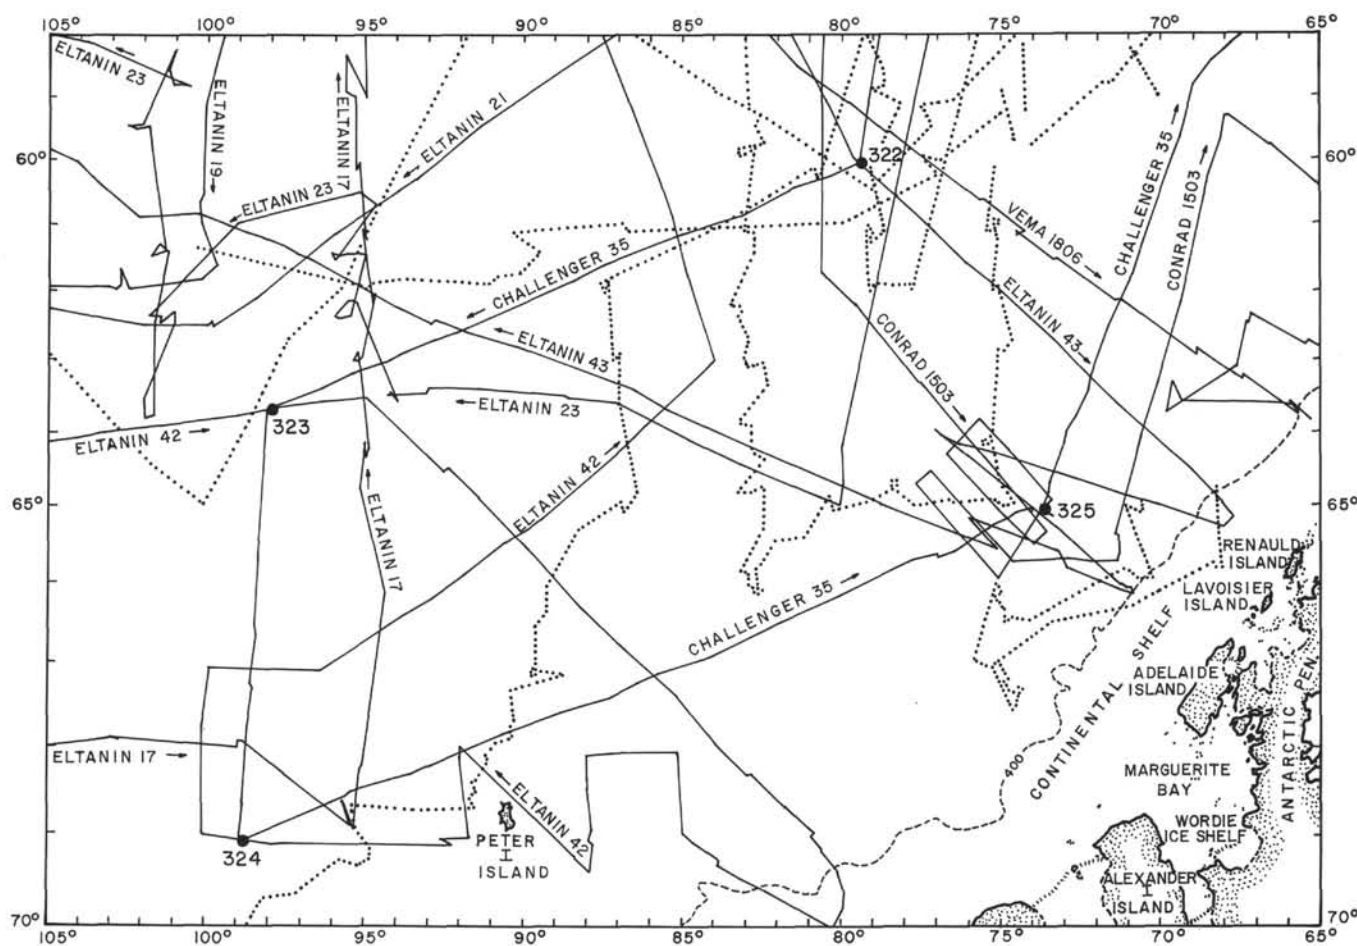 105° 100° 95° 90° 85° 80° 75° 70° 65°
ELTANIN 23
ELTANIN 19
ELTANIN 17
ELTANIN 21
ELTANIN 23
60°
322
60°
CHALLENGER 35
CONRAD 1503
VEMA 1806
CHALLENGER 35
ELTANIN 43
CONRAD 1503
ELTANIN 43
ELTANIN 23
323
ELTANIN 42
ELTANIN 42
ELTANIN 17
65°
325
65°
RENAULD
ISLAND
LAVOISIER
ISLAND
CHALLENGER 35
ADELAIDE
ISLAND
CONTINENTAL SHELF
ANTARCTIC PEN.
400
ELTANIN 17
MARGUERITE
BAY
ELTANIN 42
WORDIE
ICE SHELF
324
PETER
I
ISLAND
ALEXANDER
I
ISLAND
70°
70°
105° 100° 95° 90° 85° 80° 75° 70° 65°